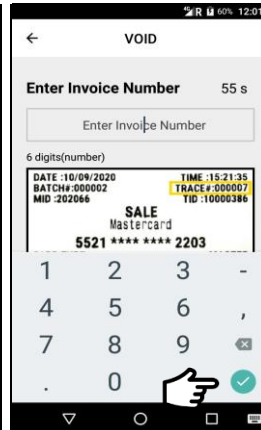 R 60% 12:01
VOID
Enter Invoice Number 55 s
Enter Invoice Number
6 digits(number)
DATE :10/09/2020 TIME :15:21:35
BATCH#:000002 TRACE#:000007
MID :202066 TID :10000386
SALE
Mastercard
5521 **** **** 2203
1 2 3 -
4 5 6 ,
7 8 9
. 0